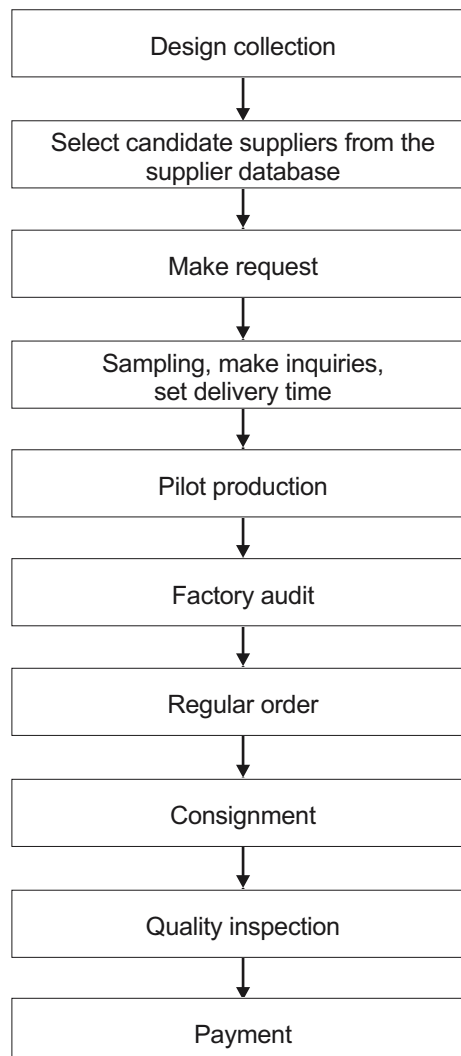 Design collection
Select candidate suppliers from the
supplier database
Make request
Sampling, make inquiries,
set delivery time
Pilot production
Factory audit
Regular order
Consignment
Quality inspection
Payment